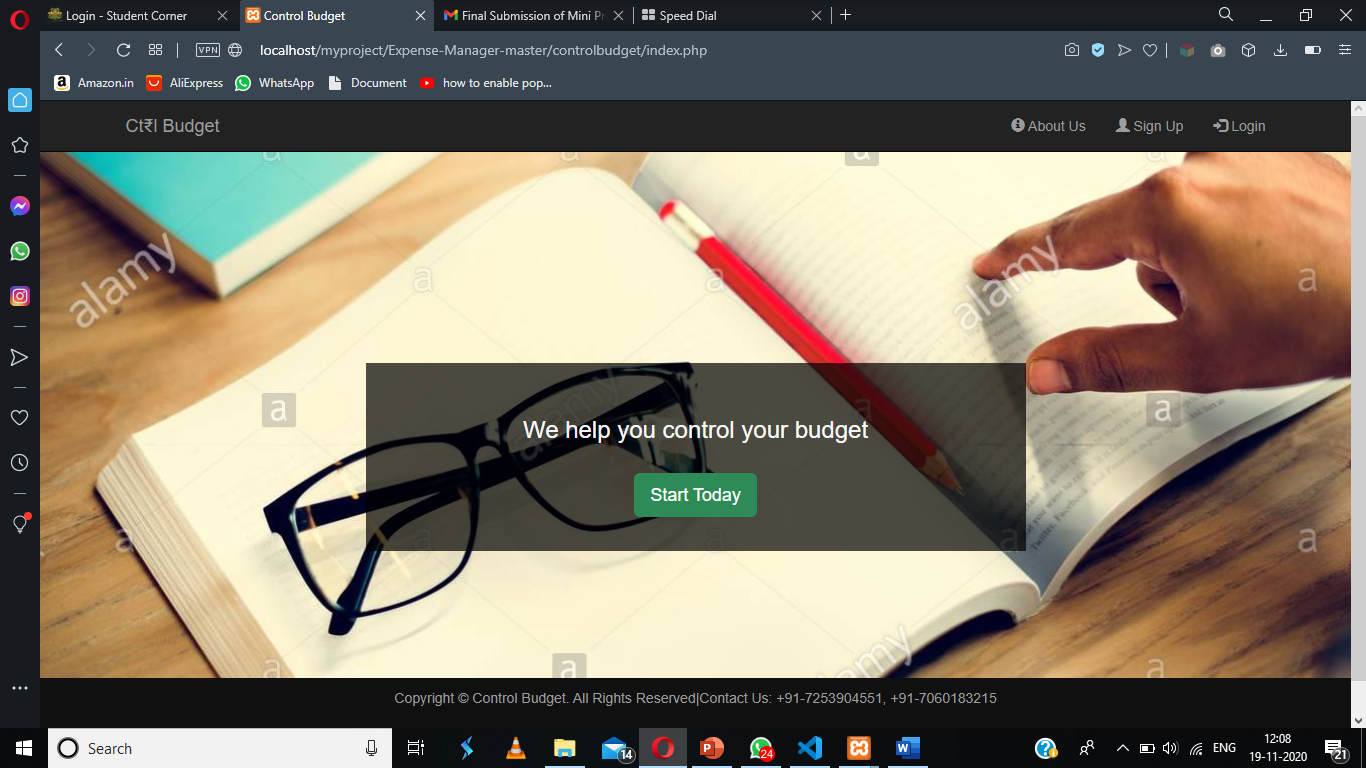 Login - Student Corner
Control Budget
Final Submission of Mini Pr
Speed Dial
VPN
localhost/myproject/Expense-Manager-master/controlbudget/index.php
Amazon.in
AliExpress
WhatsApp
Document
how to enable pop...
Ct₹l Budget
About Us
Sign Up
Login
a
a
a
a
alamy
alamy
a
a
a
a
a
a
alamy
We help you control your budget
Start Today
a
a
a
alamy
a
a
a
Copyright © Control Budget. All Rights Reserved|Contact Us: +91-7253904551, +91-7060183215
Search
14
24
ENG
12:08
19-11-2020
21